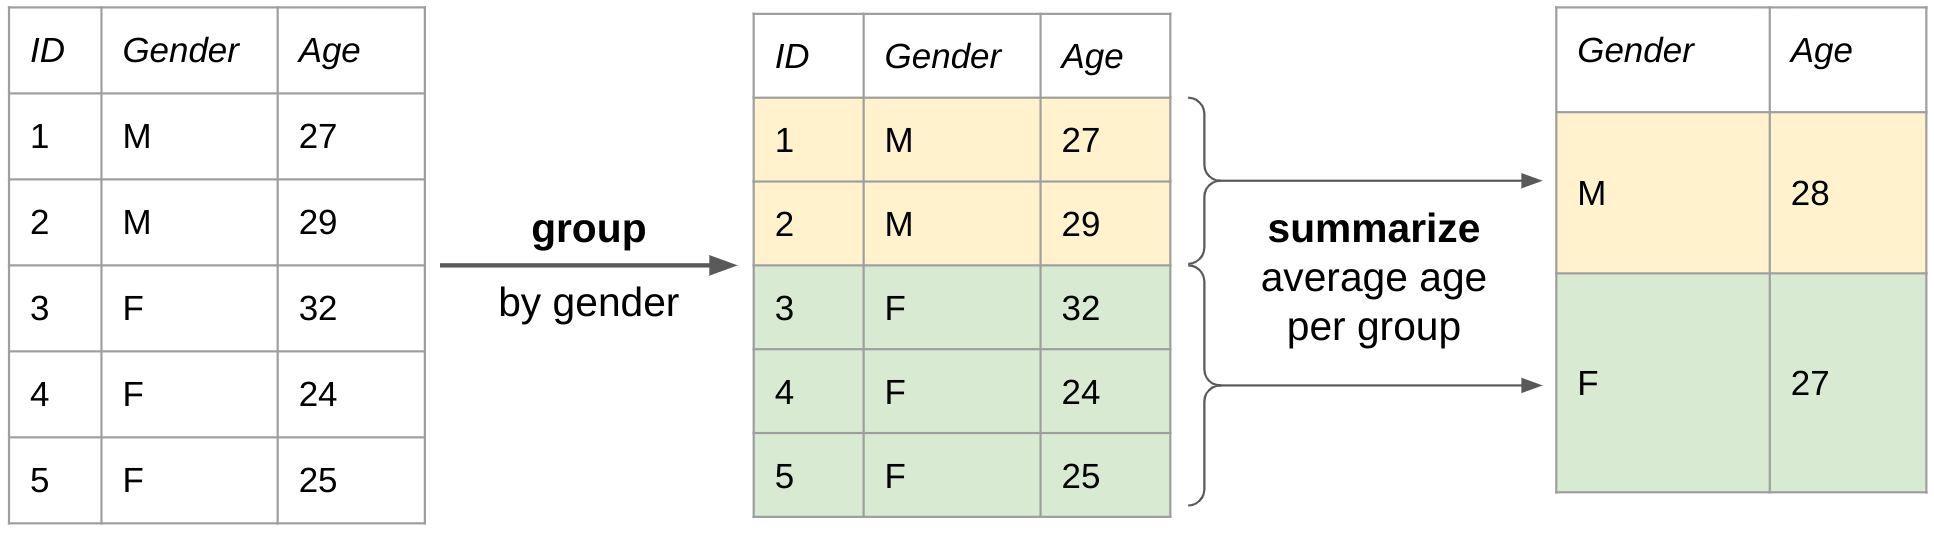 ID Gender Age
1 M 27
2 M 29
3 F 32
4 F 24
5 F 25
group
by gender
ID Gender Age
1 M 27
2 M 29
3 F 32
4 F 24
5 F 25
summarize
average age
per group
Gender Age
M 28
F 27